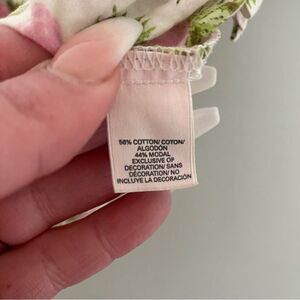 56% COTTON/ COTON/
ALGODÓN
44% MODAL
EXCLUSIVE OF
DECORATION/ SANS
DÉCORATION/ NO
INCLUYE LA DECORACIÓN